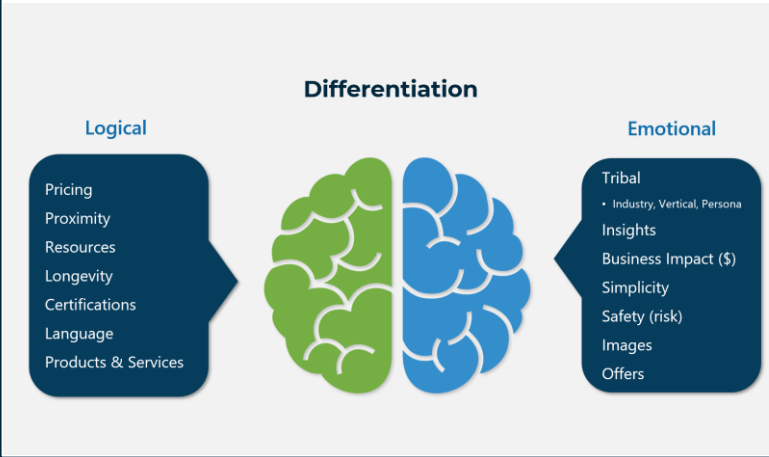 Differentiation
Logical
Pricing
Proximity
Resources
Longevity
Certifications
Language
Products & Services
Emotional
Tribal
• Industry, Vertical, Persona
Insights
Business Impact ($)
Simplicity
Safety (risk)
Images
Offers